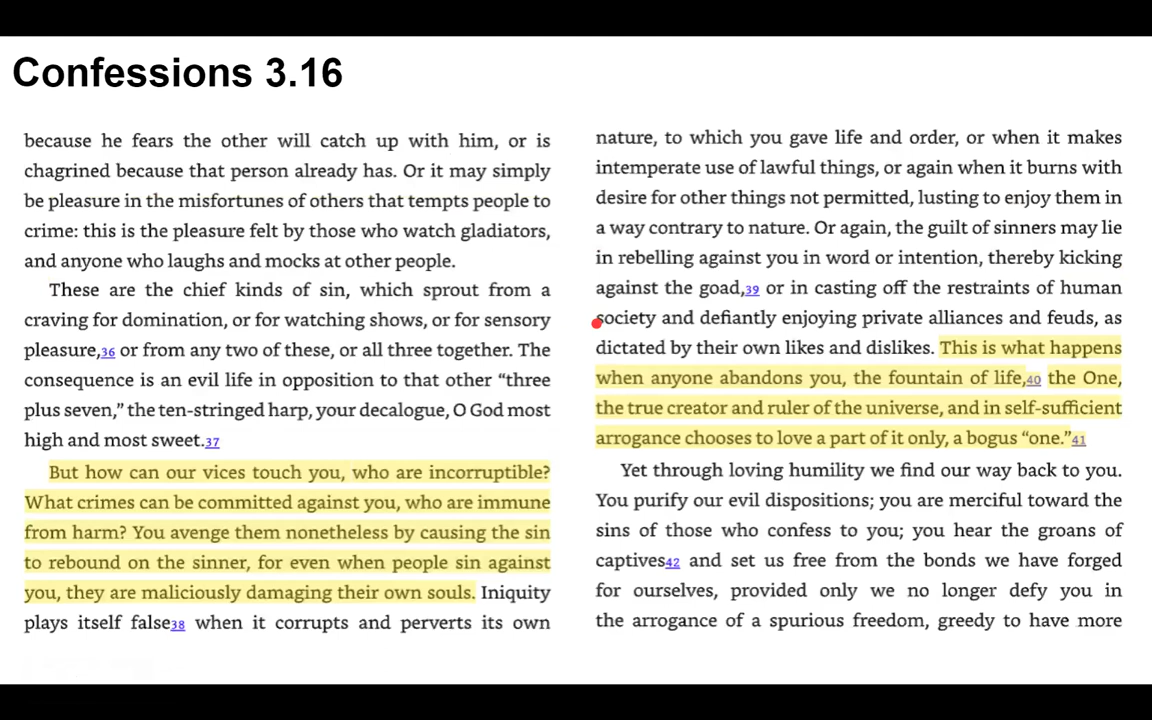 Confessions 3.16
because he fears the other will catch up with him, or is
chagrined because that person already has. Or it may simply
be pleasure in the misfortunes of others that tempts people to
crime: this is the pleasure felt by those who watch gladiators,
and anyone who laughs and mocks at other people.
These are the chief kinds of sin, which sprout from a
craving for domination, or for watching shows, or for sensory
pleasure,36 or from any two of these, or all three together. The
consequence is an evil life in opposition to that other “three
plus seven,” the ten-stringed harp, your decalogue, O God most
high and most sweet.37
But how can our vices touch you, who are incorruptible?
What crimes can be committed against you, who are immune
from harm? You avenge them nonetheless by causing the sin
to rebound on the sinner, for even when people sin against
you, they are maliciously damaging their own souls. Iniquity
plays itself false38 when it corrupts and perverts its own
nature, to which you gave life and order, or when it makes
intemperate use of lawful things, or again when it burns with
desire for other things not permitted, lusting to enjoy them in
a way contrary to nature. Or again, the guilt of sinners may lie
in rebelling against you in word or intention, thereby kicking
against the goad,39 or in casting off the restraints of human
society and defiantly enjoying private alliances and feuds, as
dictated by their own likes and dislikes. This is what happens
when anyone abandons you, the fountain of life,40 the One,
the true creator and ruler of the universe, and in self-sufficient
arrogance chooses to love a part of it only, a bogus “one.”41
Yet through loving humility we find our way back to you.
You purify our evil dispositions; you are merciful toward the
sins of those who confess to you; you hear the groans of
captives42 and set us free from the bonds we have forged
for ourselves, provided only we no longer defy you in
the arrogance of a spurious freedom, greedy to have more